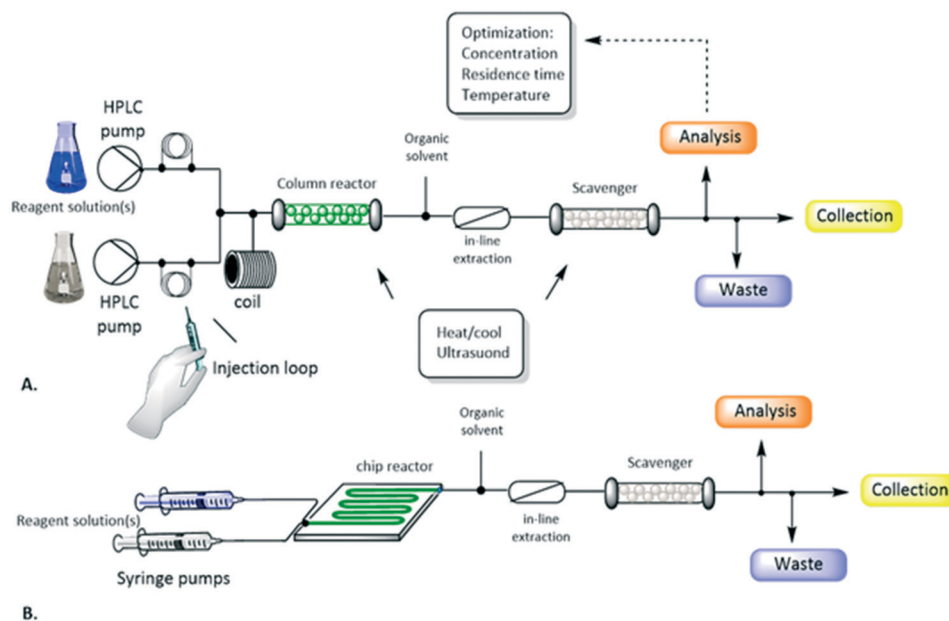 Optimization:
Concentration
Residence time
Temperature
HPLC
pump
Organic
solvent
Analysis
Column reactor
Scavenger
Reagent solution(s)
Collection
in-line
extraction
HPLC
pump
coil
Waste
Heat/cool
Ultrasuond
Injection loop
A.
Organic
solvent
Analysis
chip reactor
Scavenger
Reagent solution(s)
Collection
in-line
extraction
Syringe pumps
Waste
B.